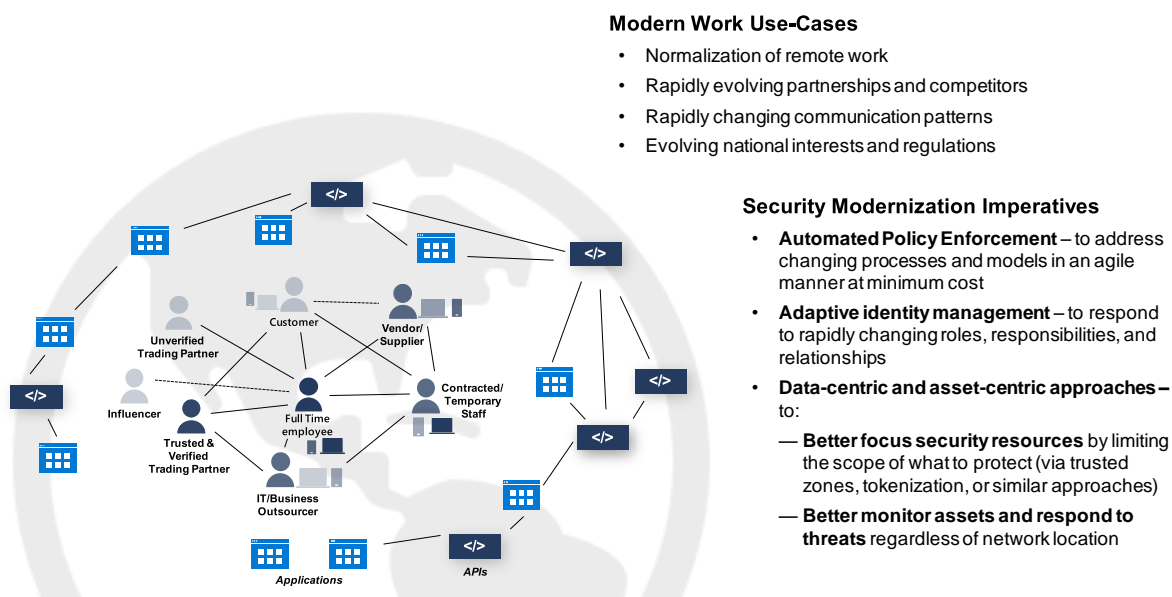 Modern Work Use-Cases
• Normalization of remote work
• Rapidly evolving partnerships and competitors
• Rapidly changing communication patterns
• Evolving national interests and regulations
Security Modernization Imperatives
• Automated Policy Enforcement – to address
changing processes and models in an agile
manner at minimum cost
• Adaptive identity management – to respond
to rapidly changing roles, responsibilities, and
relationships
• Data-centric and asset-centric approaches –
to:
— Better focus security resources by limiting
the scope of what to protect (via trusted
zones, tokenization, or similar approaches)
— Better monitor assets and respond to
threats regardless of network location
</>
</>
Customer
Vendor/
Supplier
Unverified
Trading Partner
</>
</>
Influencer
Full Time
employee
Contracted/
Temporary
Staff
Trusted &
Verified
Trading Partner
</>
IT/Business
Outsourcer
</>
Applications
APIs